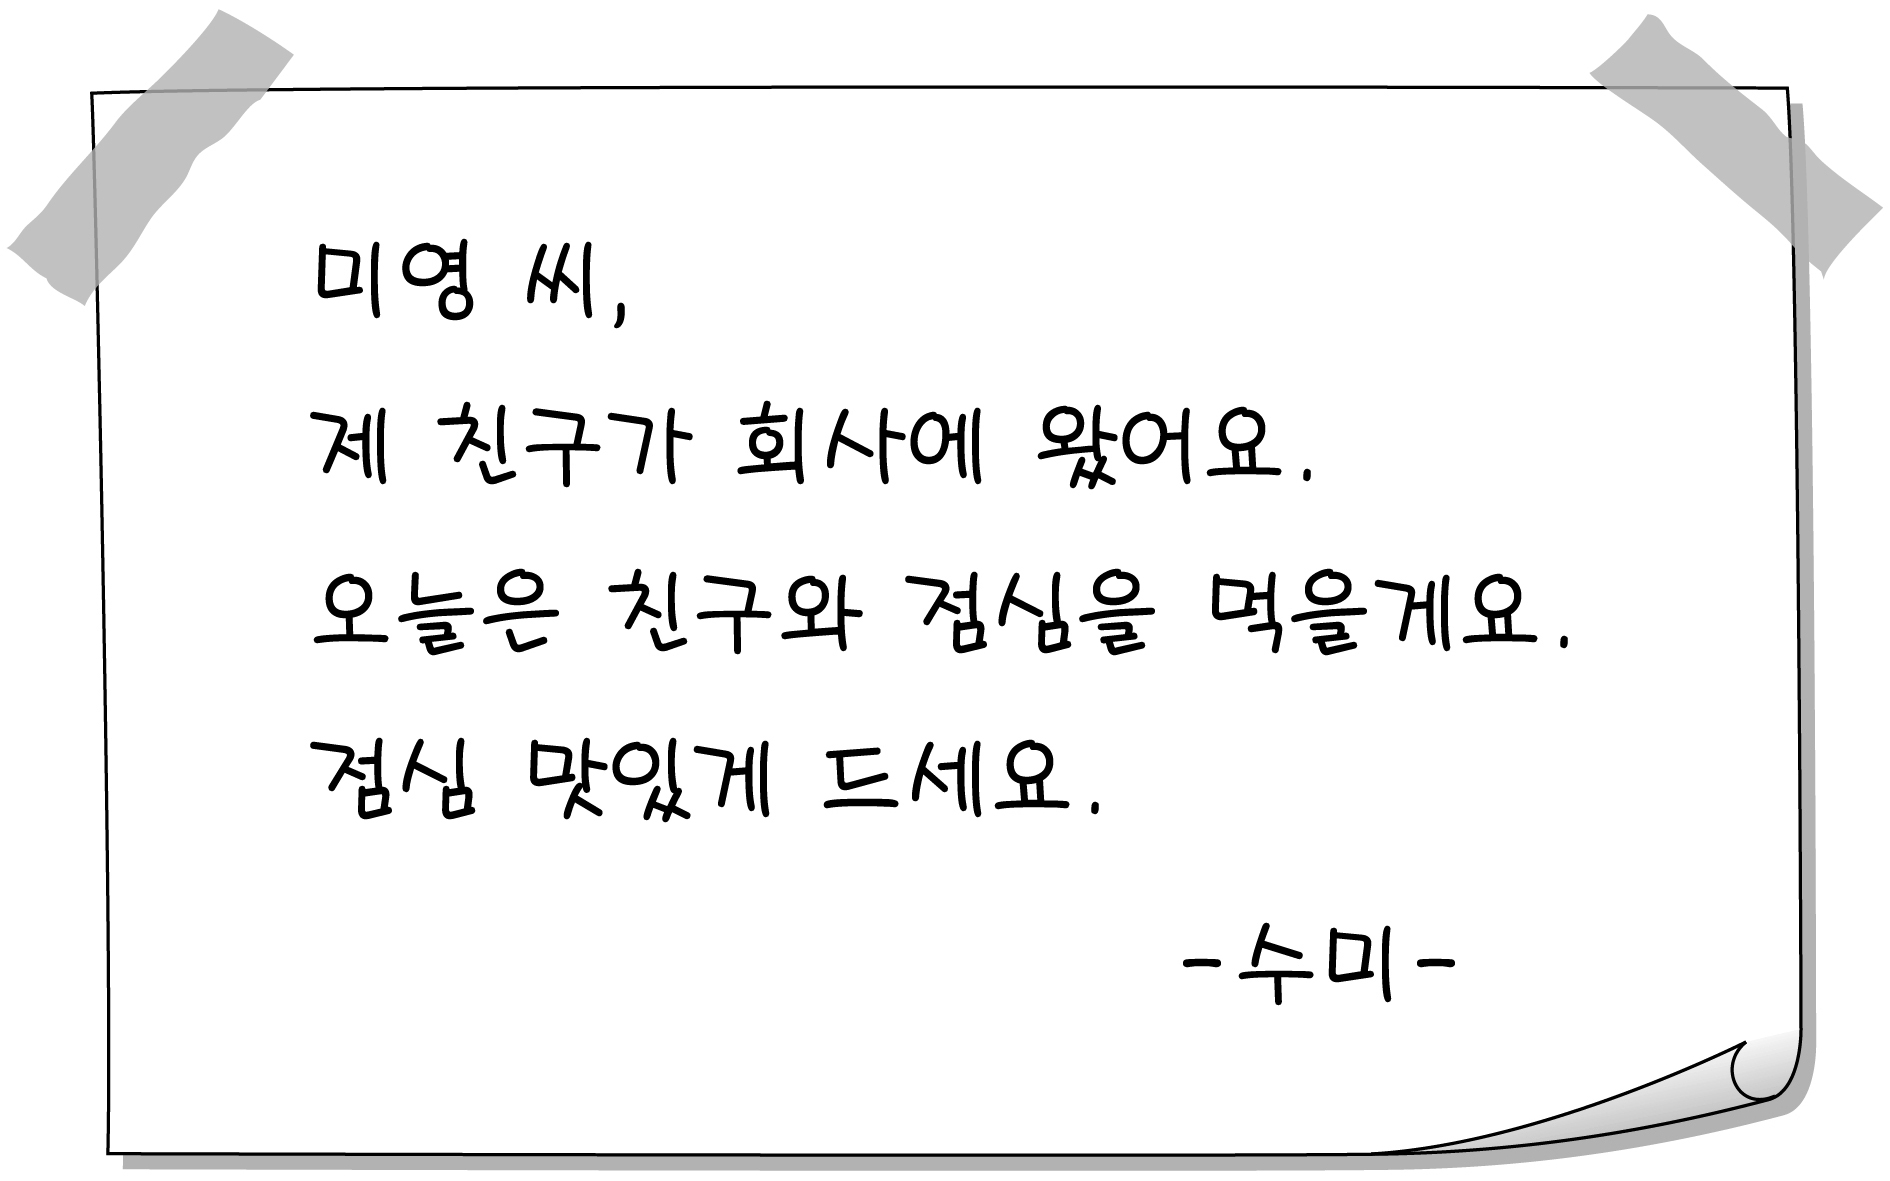 미영 씨,
제 친구가 회사에 왔어요.
오늘은 친구와 점심을 먹을게요.
점심 맛있게 드세요.
-수미-